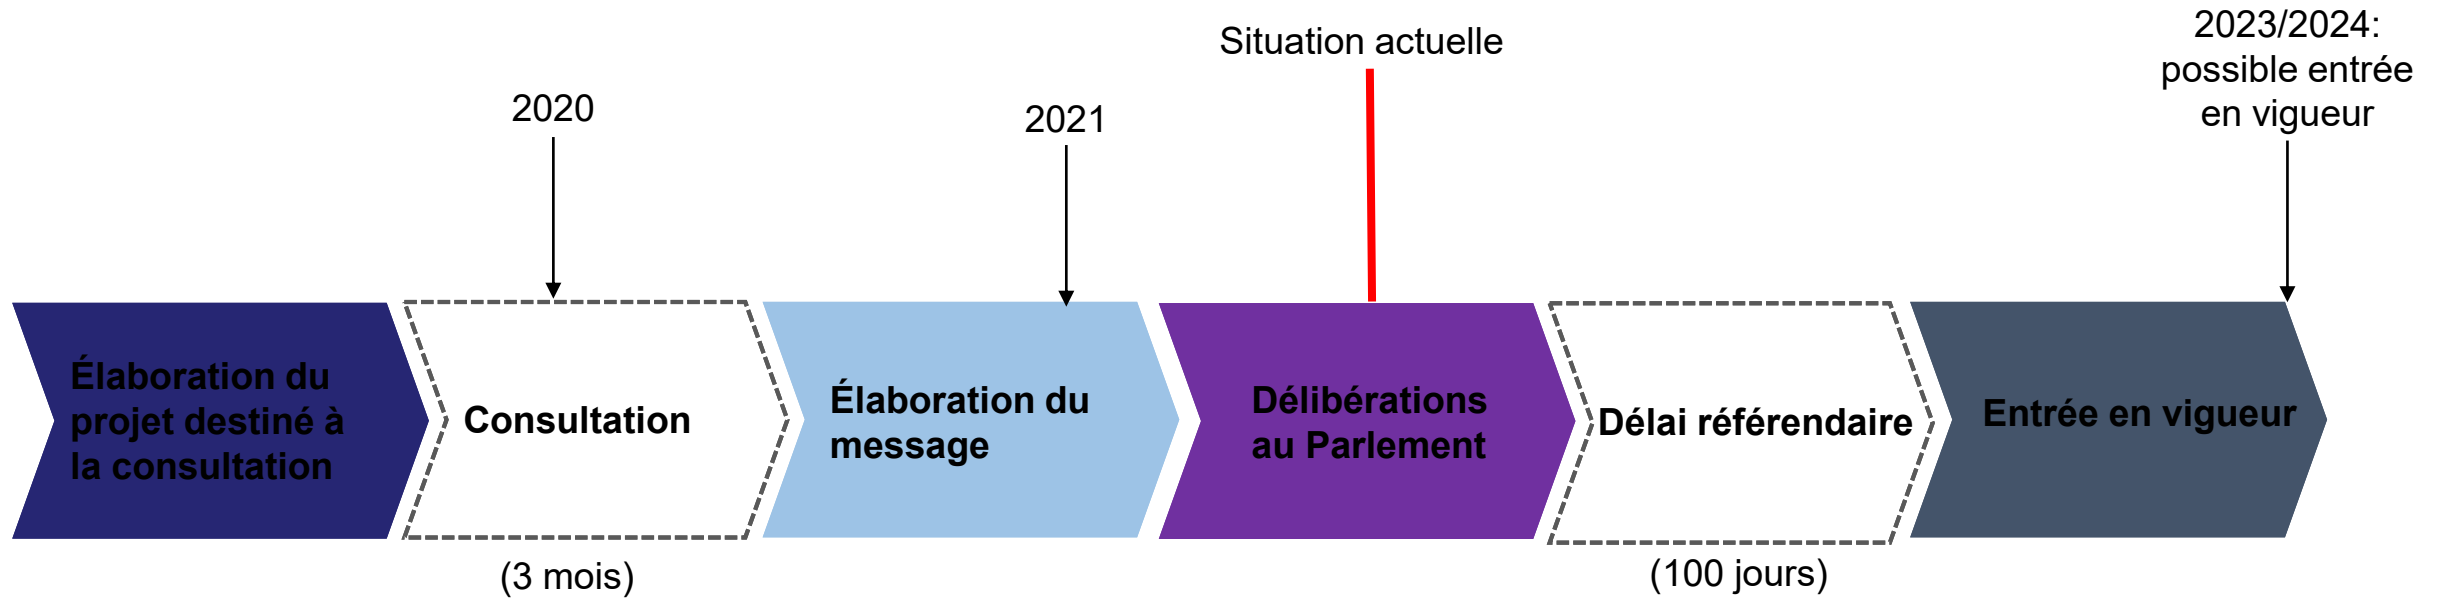 Situation actuelle
2023/2024:
possible entrée
en vigueur
2020
2021
Élaboration du
projet destiné à
la consultation
Consultation
Élaboration du
message
Délibérations
au Parlement
Délai référendaire
Entrée en vigueur
(3 mois)
(100 jours)